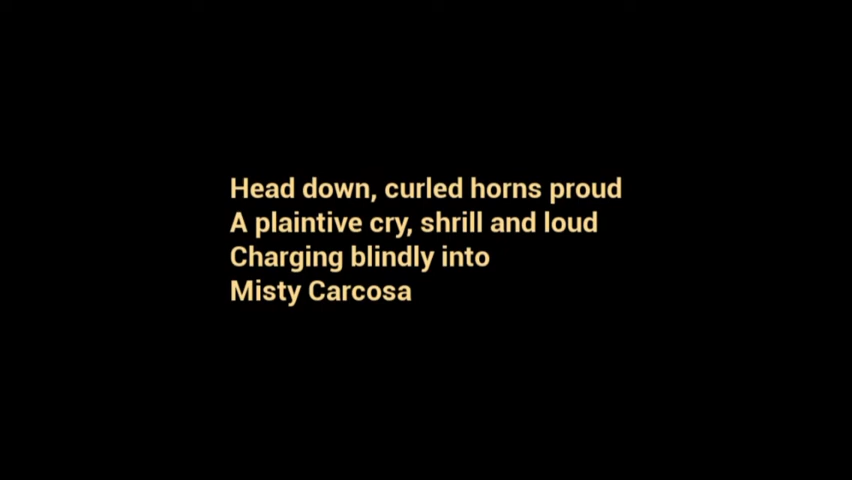 Head down, curled horns proud
A plaintive cry, shrill and loud
Charging blindly into
Misty Carcosa